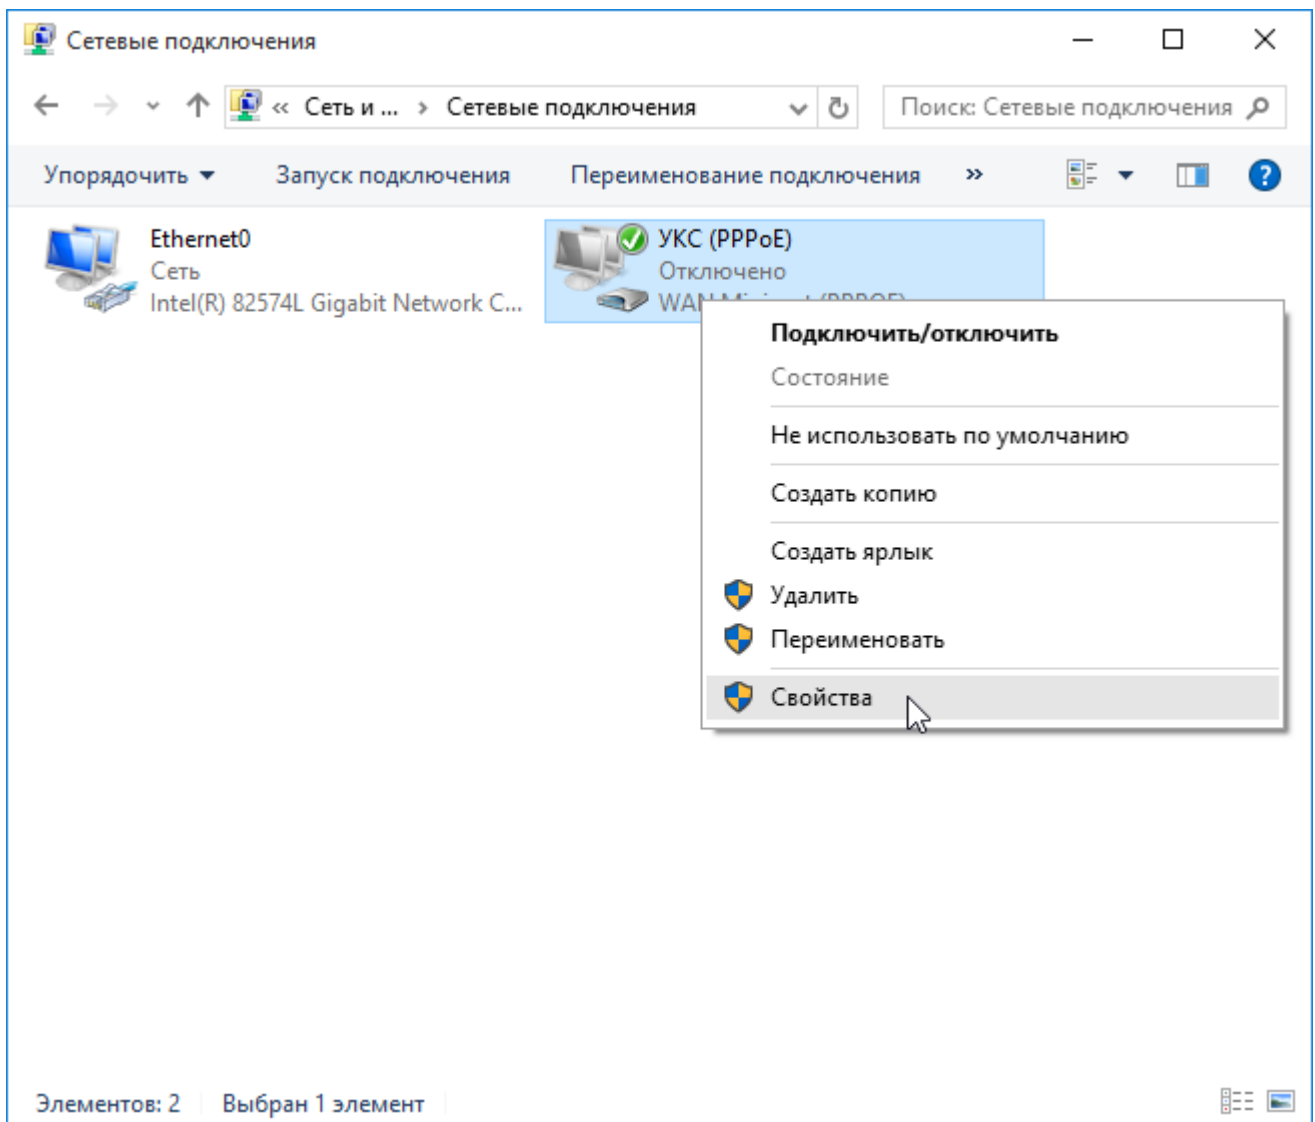 Сетевые подключения
« Сеть и ... › Сетевые подключения
Поиск: Сетевые подключения
Упорядочить
Запуск подключения
Переименование подключения
»
Ethernet0
Сеть
Intel(R) 82574L Gigabit Network C...
УКС (PPPoE)
Отключено
Подключить/отключить
Состояние
Не использовать по умолчанию
Создать копию
Создать ярлык
Удалить
Переименовать
Свойства
Элементов: 2
Выбран 1 элемент